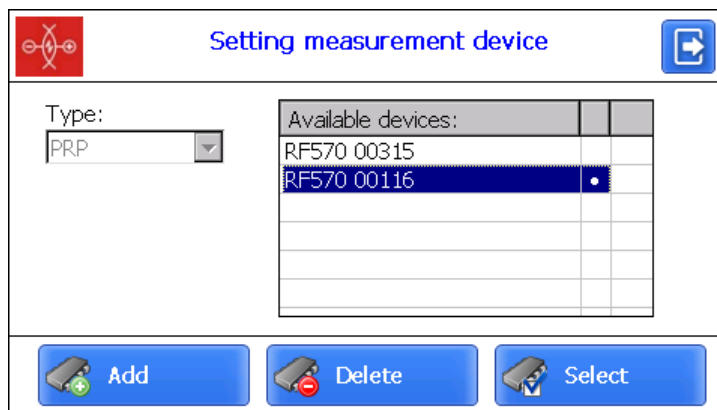 Setting measurement device
Type:
PRP
Available devices:
RF570 00315
RF570 00116
Add
Delete
Select